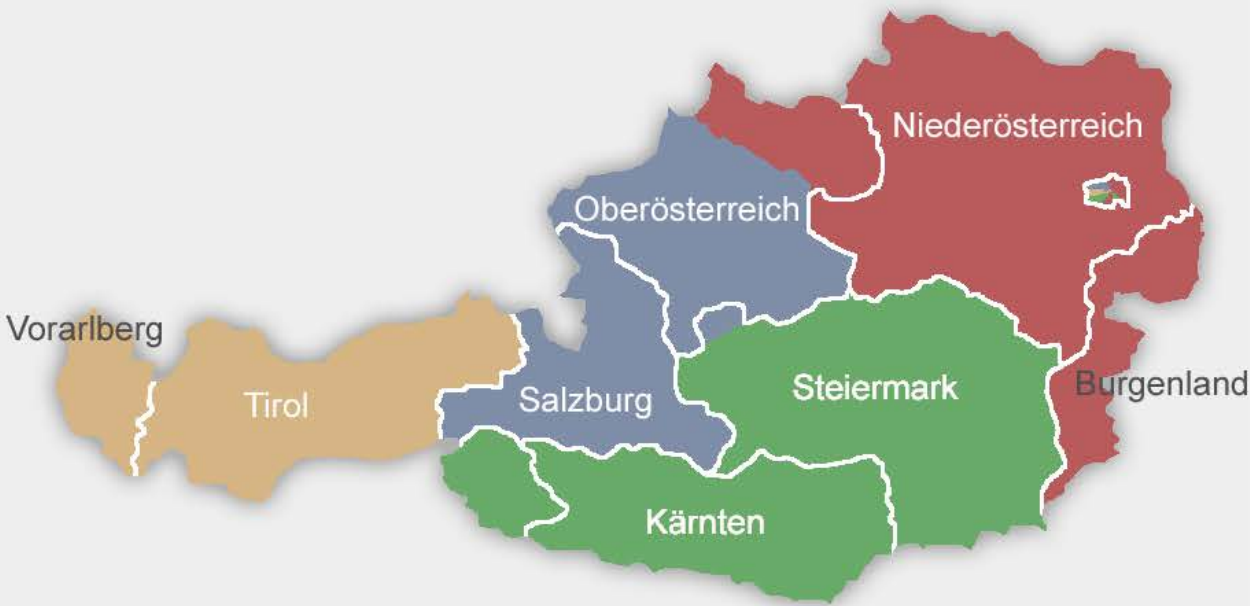 Niederösterreich
Oberösterreich
Vorarlberg
Tirol
Salzburg
Steiermark
Burgenland
Kärnten